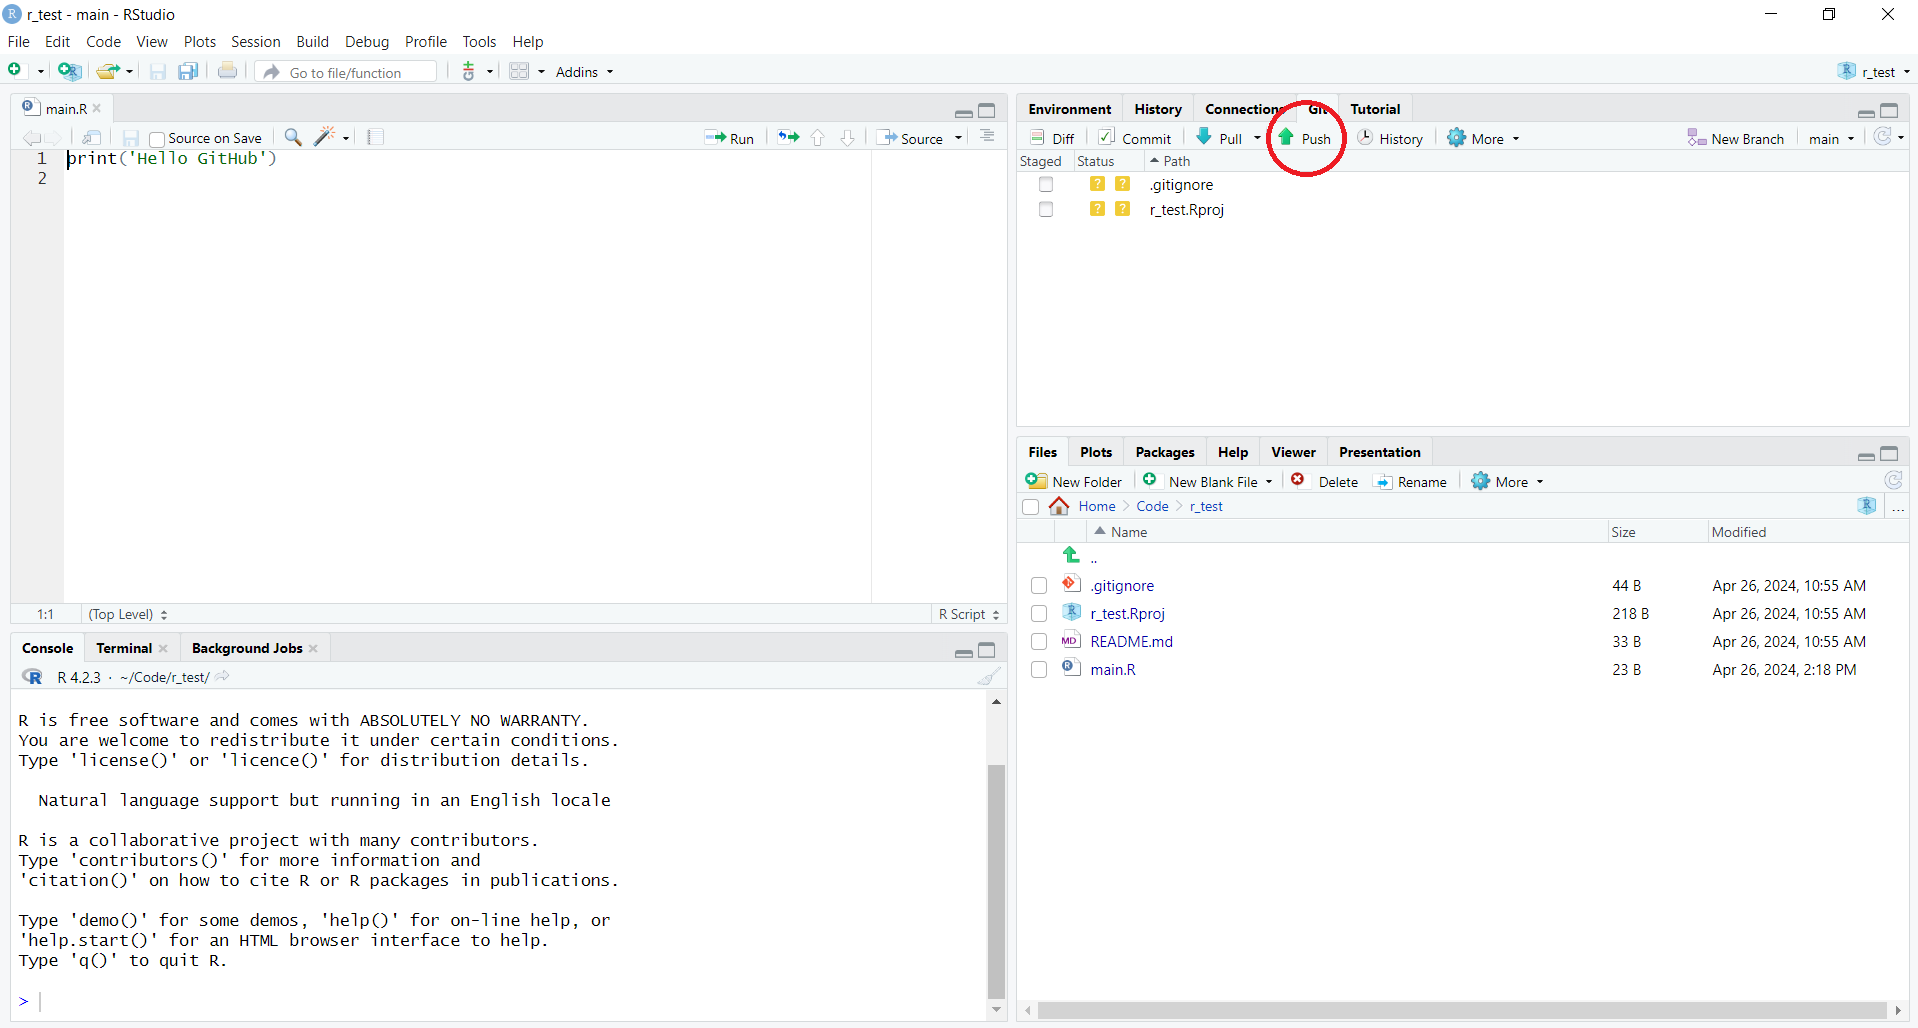 r_test - main - RStudio
File Edit Code View Plots Session Build Debug Profile Tools Help
Go to file/function Addins r_test
main.R
Source on Save Run Source
1 print('Hello GitHub')
2
1:1 (Top Level) R Script
Console Terminal Background Jobs
R 4.2.3 · ~/Code/r_test/
R is free software and comes with ABSOLUTELY NO WARRANTY.
You are welcome to redistribute it under certain conditions.
Type 'license()' or 'licence()' for distribution details.
Natural language support but running in an English locale
R is a collaborative project with many contributors.
Type 'contributors()' for more information and
'citation()' on how to cite R or R packages in publications.
Type 'demo()' for some demos, 'help()' for on-line help, or
'help.start()' for an HTML browser interface to help.
Type 'q()' to quit R.
>
Environment History Connections Git Tutorial
Diff Commit Pull Push History More New Branch main
Staged Status Path
? ? .gitignore
? ? r_test.Rproj
Files Plots Packages Help Viewer Presentation
New Folder New Blank File Delete Rename More
Home Code r_test ...
Name Size Modified
..
.gitignore 44 B Apr 26, 2024, 10:55 AM
r_test.Rproj 218 B Apr 26, 2024, 10:55 AM
MD README.md 33 B Apr 26, 2024, 10:55 AM
main.R 23 B Apr 26, 2024, 2:18 PM